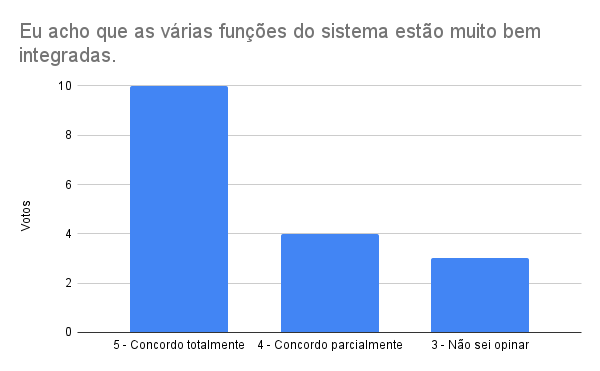 Eu acho que as várias funções do sistema estão muito bem
integradas.
10
8
6
4
2
0
Votos
5 - Concordo totalmente
4 - Concordo parcialmente
3 - Não sei opinar